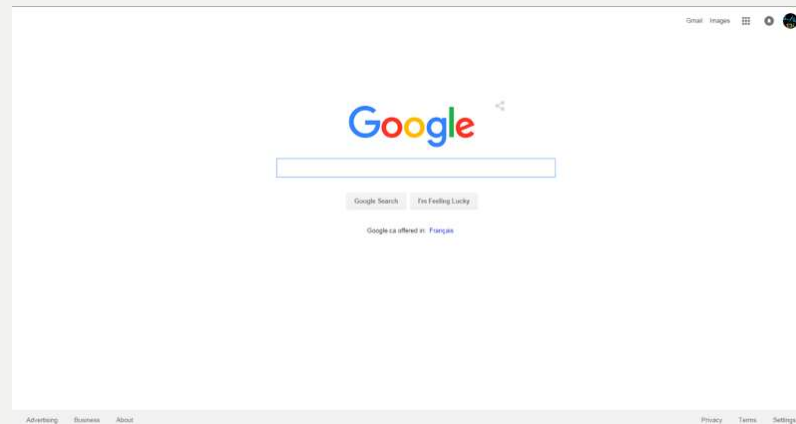 Gmail Images
Google
Google Search I'm Feeling Lucky
Google.ca offered in: Français
Advertising Business About Privacy Terms Settings